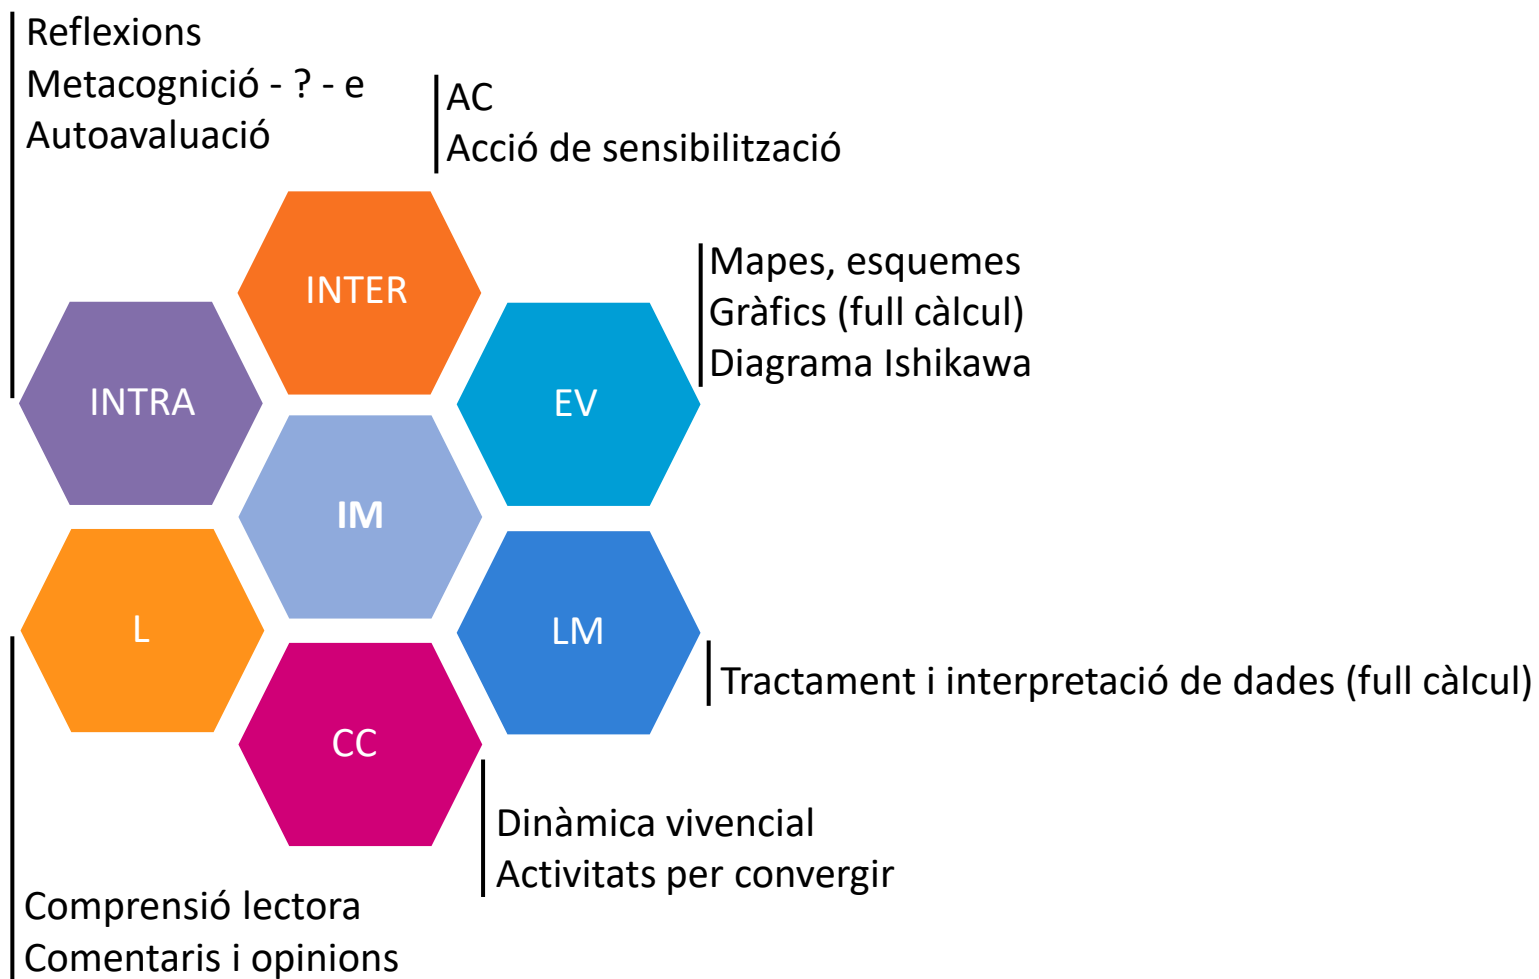 Reflexions
Metacognició - ? - e
Autoavaluació
AC
Acció de sensibilització
INTER
Mapes, esquemes
Gràfics (full càlcul)
Diagrama Ishikawa
INTRA
EV
IM
L
LM
Tractament i interpretació de dades (full càlcul)
CC
Dinàmica vivencial
Activitats per convergir
Comprensió lectora
Comentaris i opinions